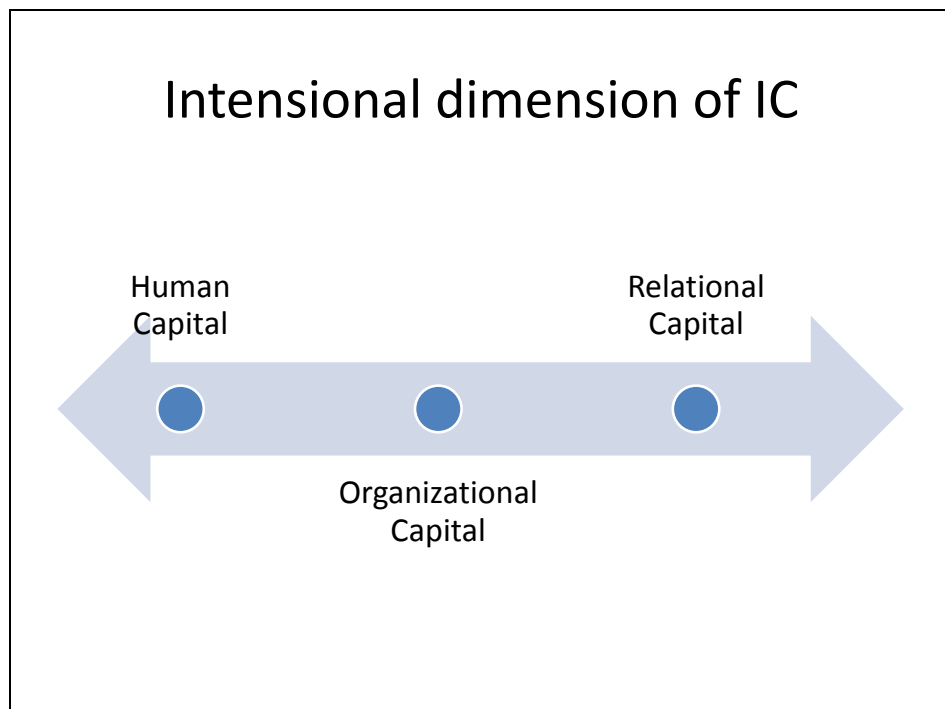 Intensional dimension of IC
Human
Capital
Relational
Capital
Organizational
Capital